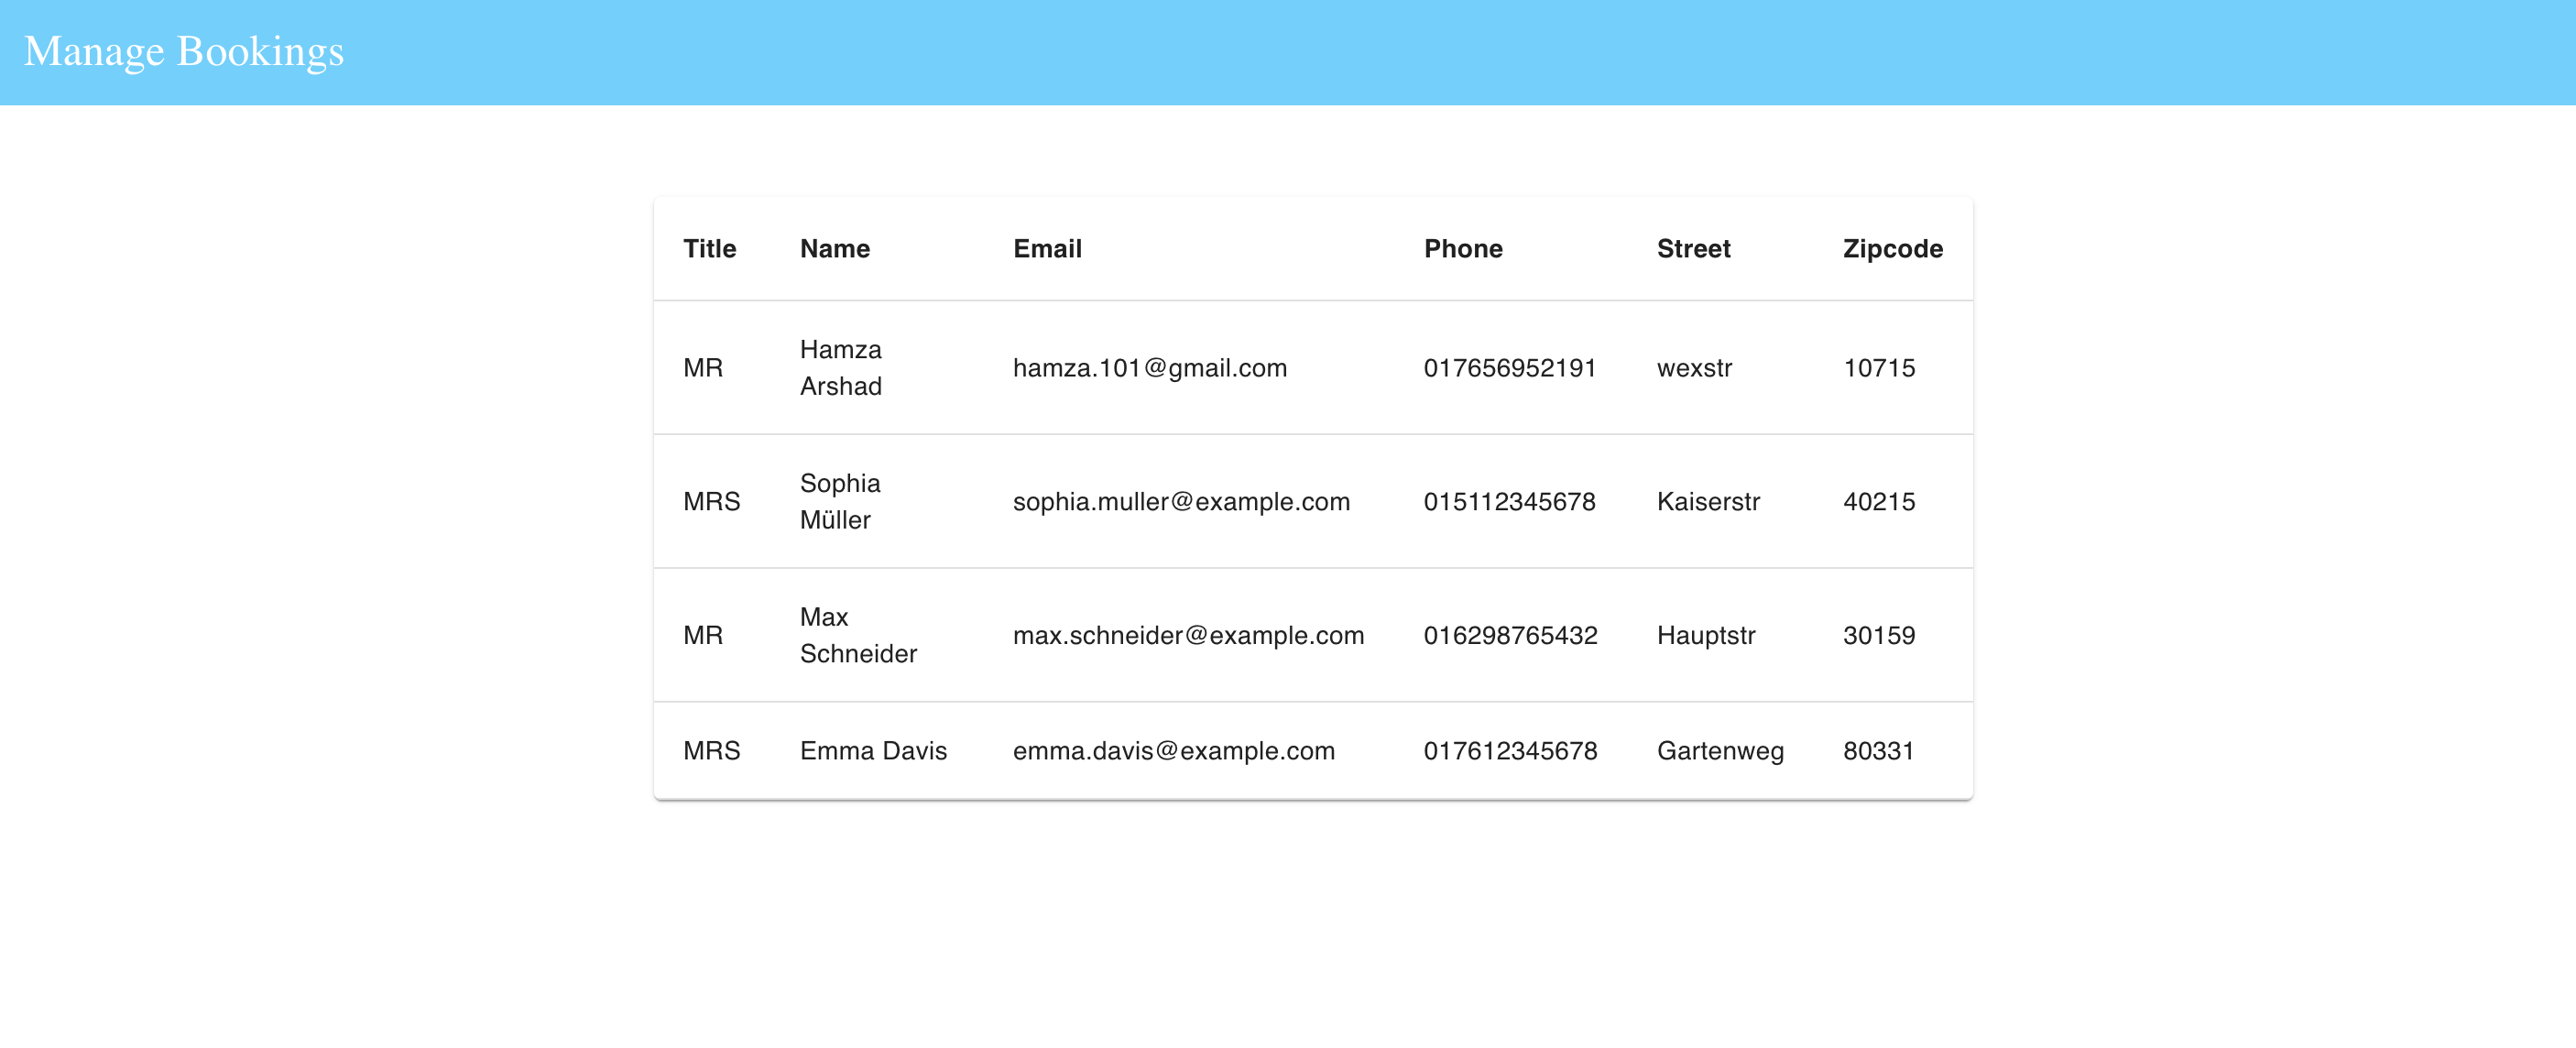 Manage Bookings
Title Name Email Phone Street Zipcode
MR Hamza Arshad hamza.101@gmail.com 017656952191 wexstr 10715
MRS Sophia Müller sophia.muller@example.com 015112345678 Kaiserstr 40215
MR Max Schneider max.schneider@example.com 016298765432 Hauptstr 30159
MRS Emma Davis emma.davis@example.com 017612345678 Gartenweg 80331